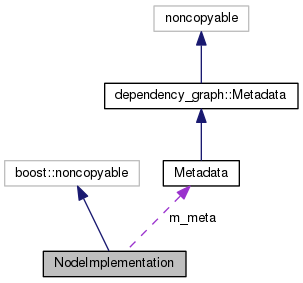 noncopyable
dependency_graph::Metadata
boost::noncopyable
Metadata
m_meta
NodeImplementation